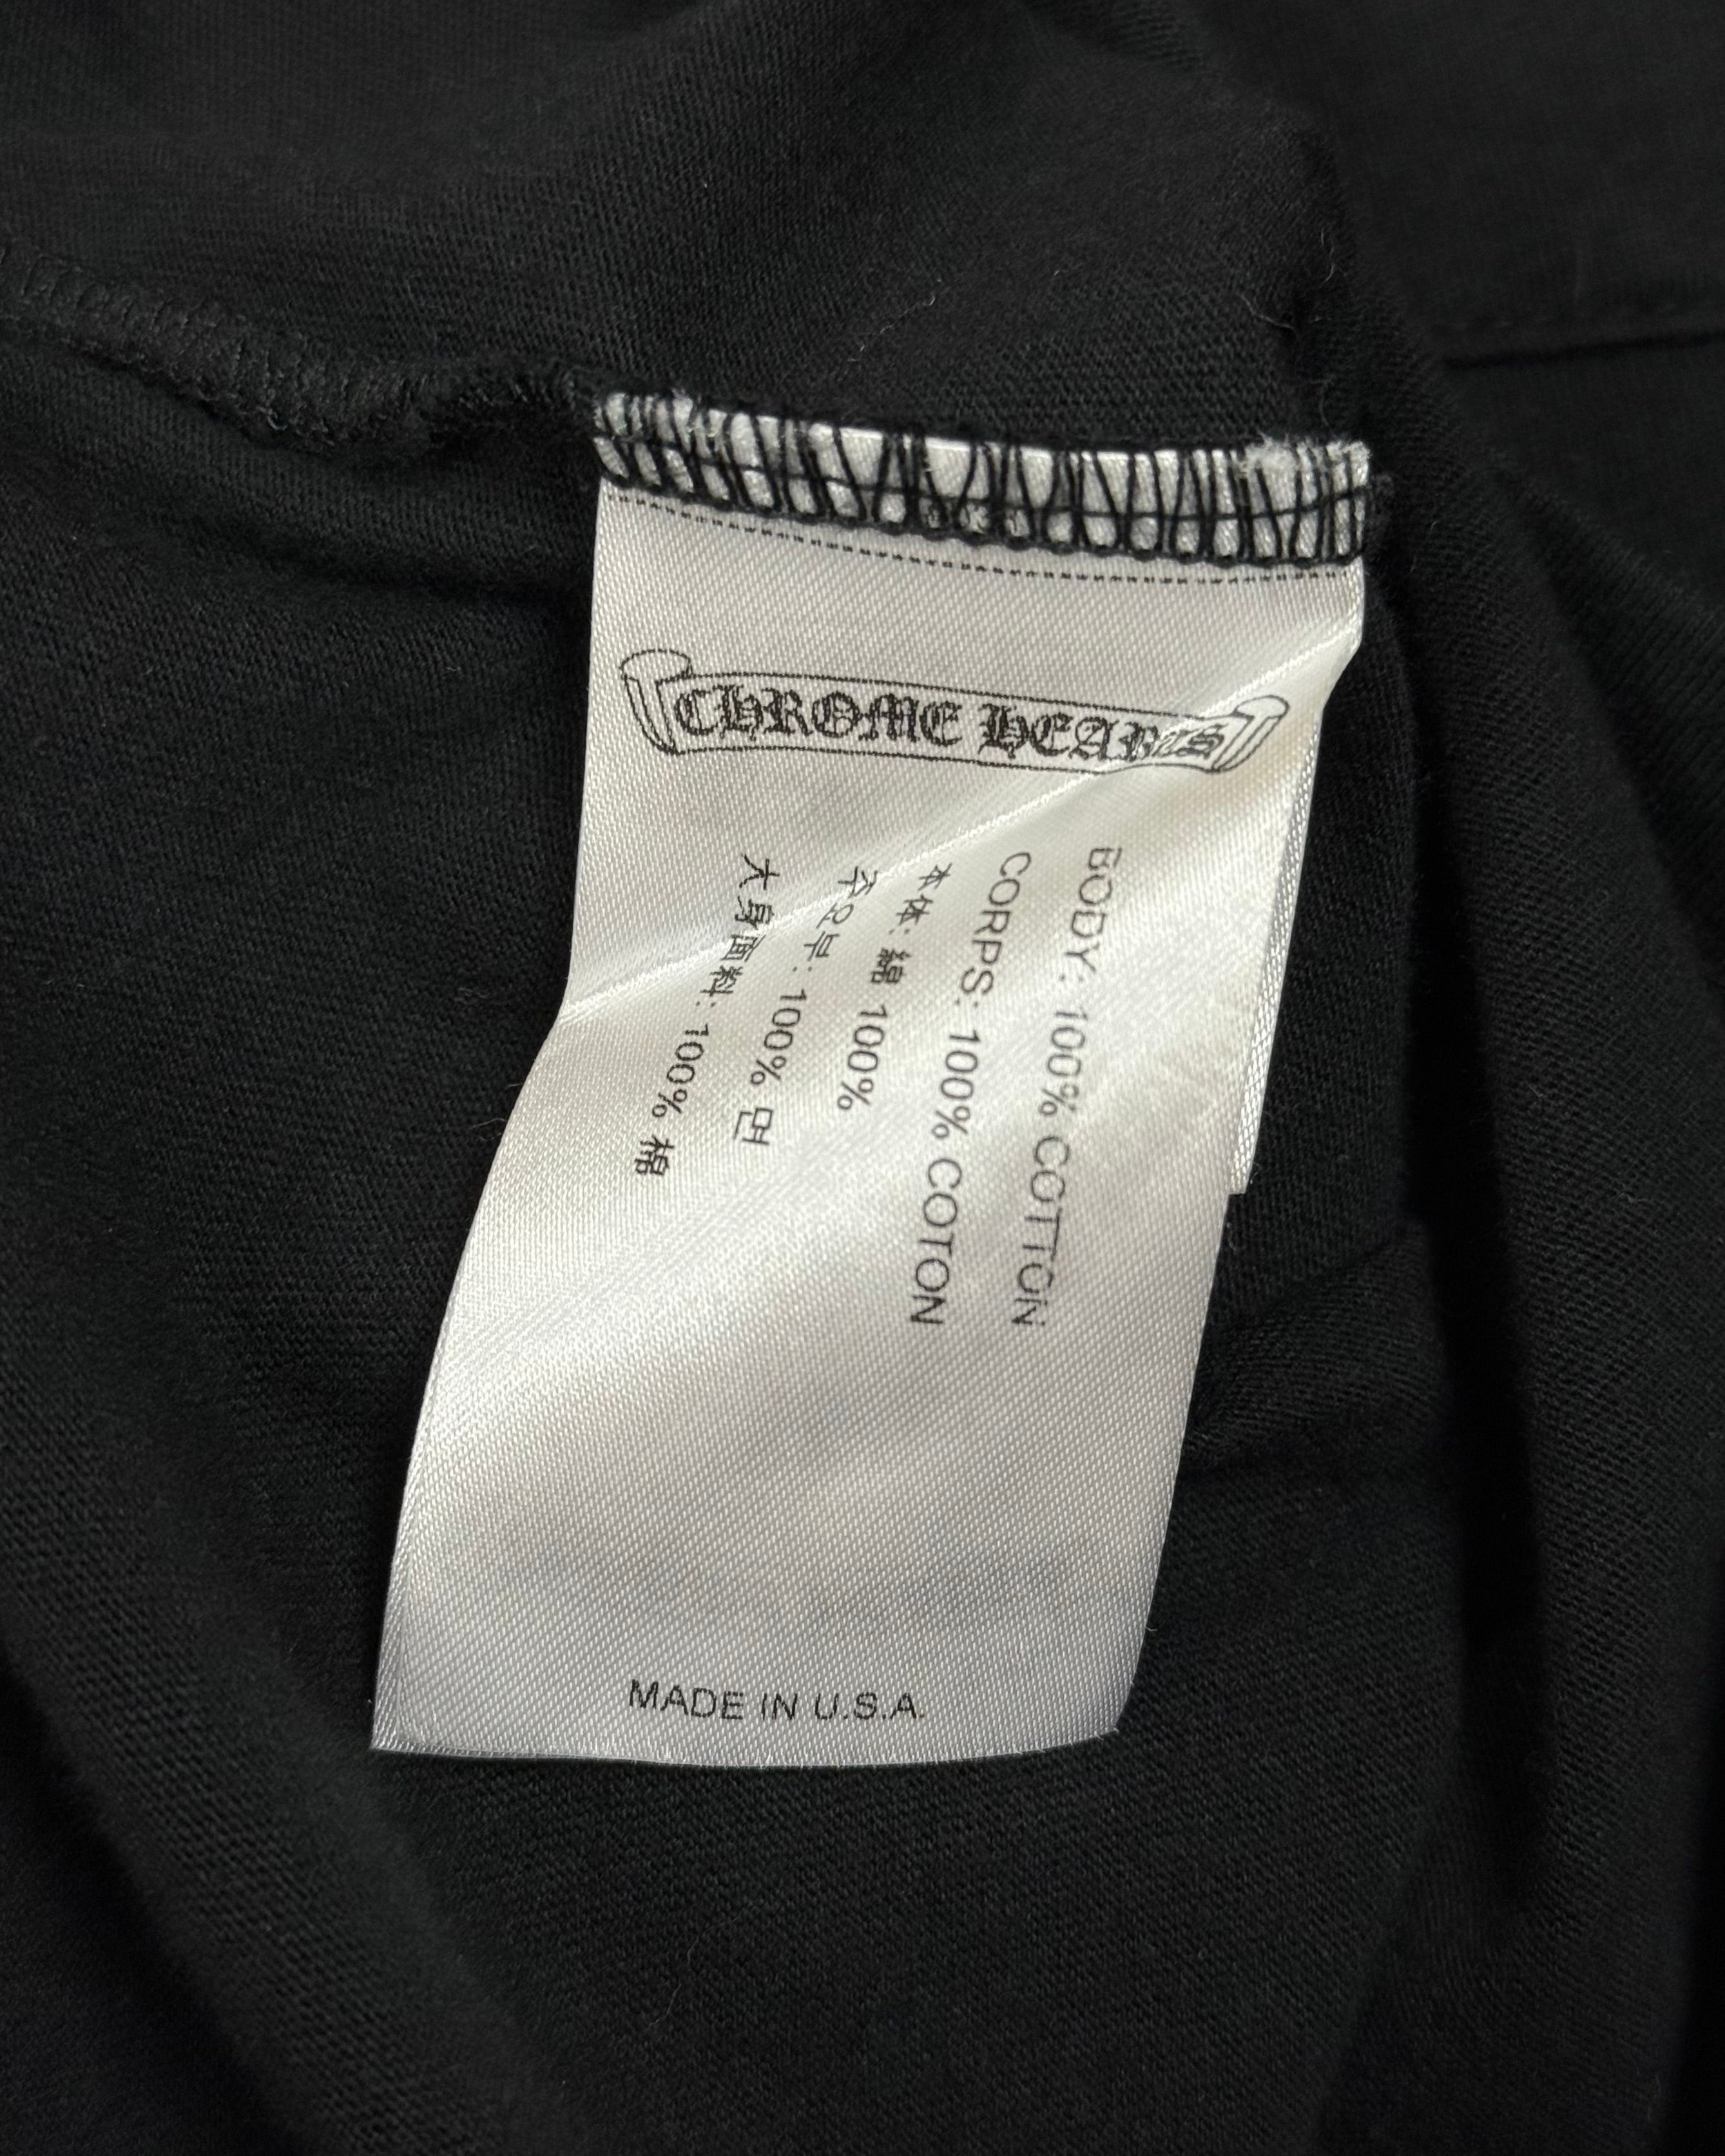 CHROME HEARTS
BODY: 100% COTTON
CORPS: 100% COTON
本体: 綿 100%
주요부: 100% 면
大身面料: 100% 棉
MADE IN U.S.A.